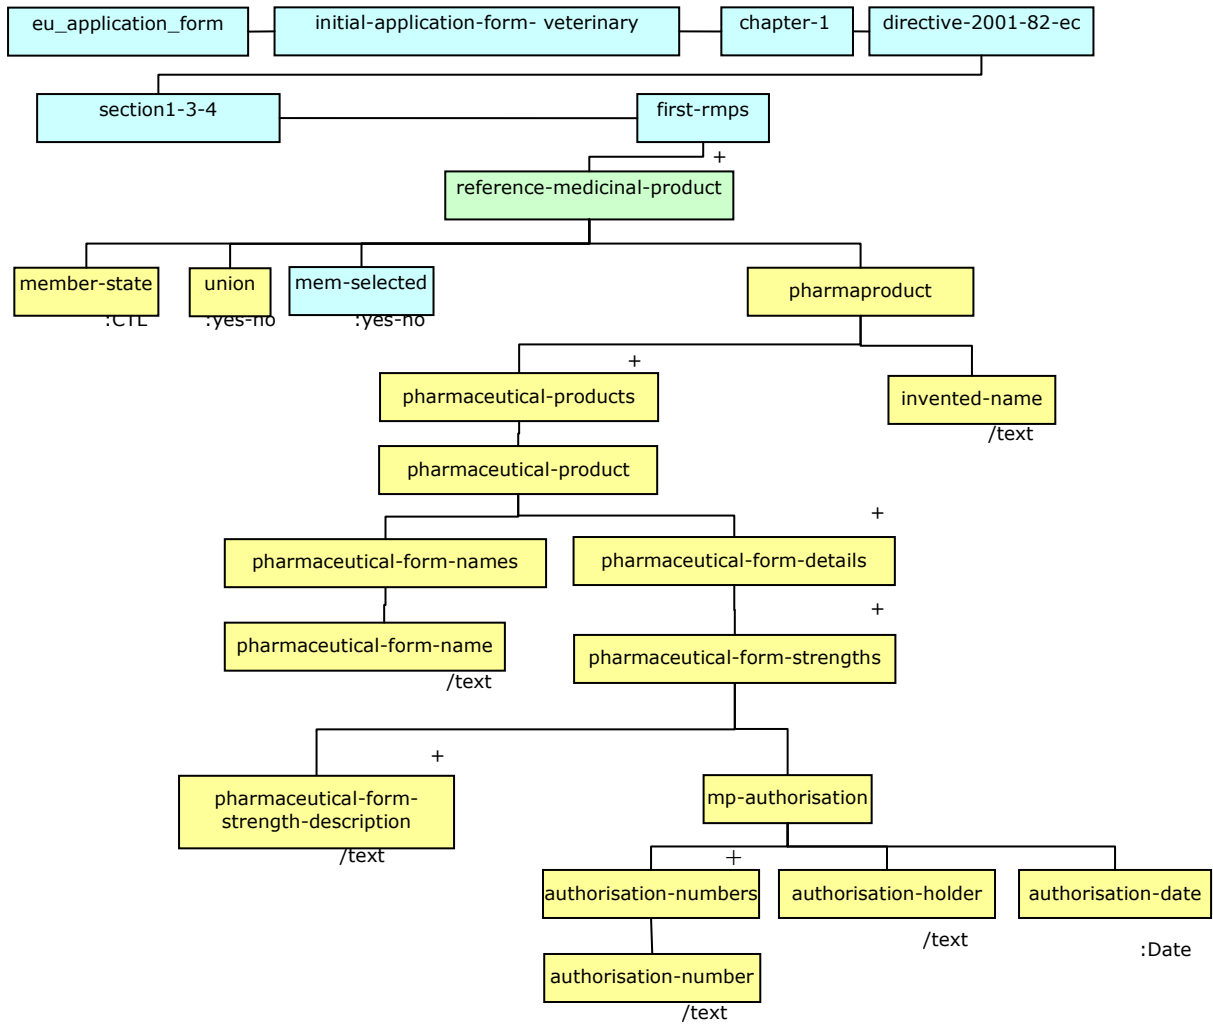 eu_application_form
initial-application-form- veterinary
chapter-1
directive-2001-82-ec
section1-3-4
first-rmps
+
reference-medicinal-product
member-state
:CTL
union
:yes-no
mem-selected
:yes-no
pharmaproduct
+
pharmaceutical-products
invented-name
/text
pharmaceutical-product
+
pharmaceutical-form-names
pharmaceutical-form-details
+
pharmaceutical-form-name
/text
pharmaceutical-form-strengths
+
pharmaceutical-form-
strength-description
/text
mp-authorisation
+
authorisation-numbers
authorisation-holder
/text
authorisation-date
:Date
authorisation-number
/text